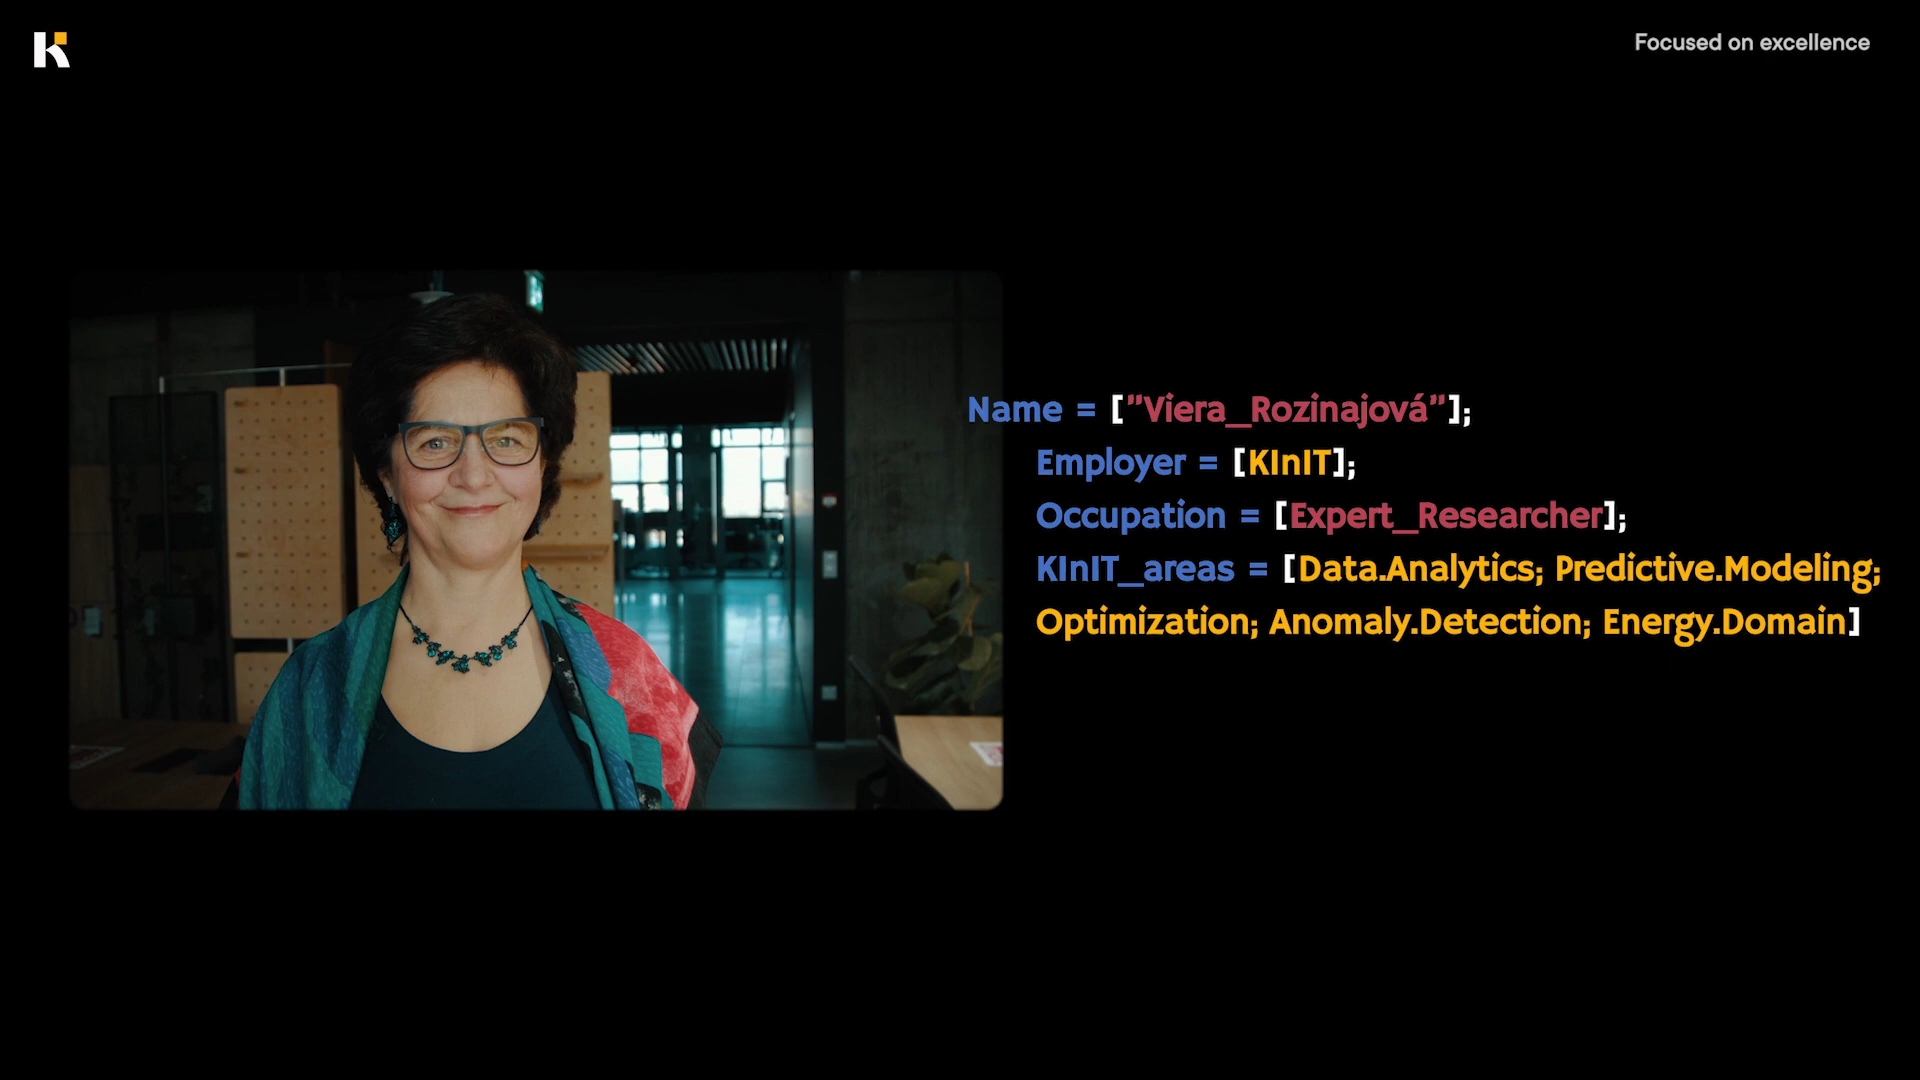 Focused on excellence
Name = ["Viera_Rozinajová"];
Employer = [KInIT];
Occupation = [Expert_Researcher];
KInIT_areas = [Data.Analytics; Predictive.Modeling;
Optimization; Anomaly.Detection; Energy.Domain]